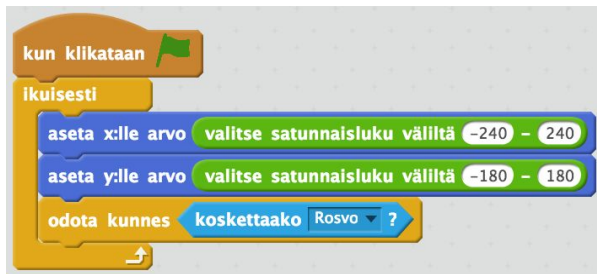 kun klikataan
ikuisesti
aseta x:lle arvo valitse satunnaisluku väliltä -240 - 240
aseta y:lle arvo valitse satunnaisluku väliltä -180 - 180
odota kunnes koskettaako Rosvo ?